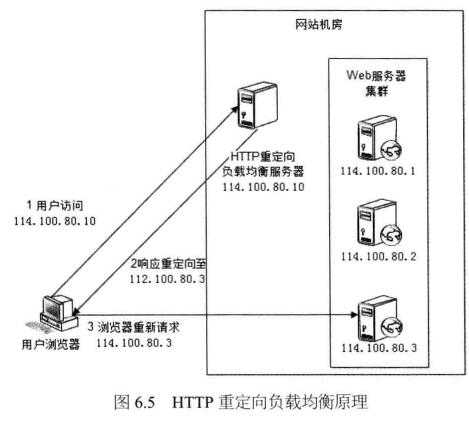 网站机房
Web服务器
集群
HTTP重定向
负载均衡服务器
114.100.80.10
114.100.80.1
114.100.80.2
114.100.80.3
1 用户访问
114.100.80.10
2响应重定向至
112.100.80.3
3 浏览器重新请求
114.100.80.3
用户浏览器
图 6.5 HTTP 重定向负载均衡原理